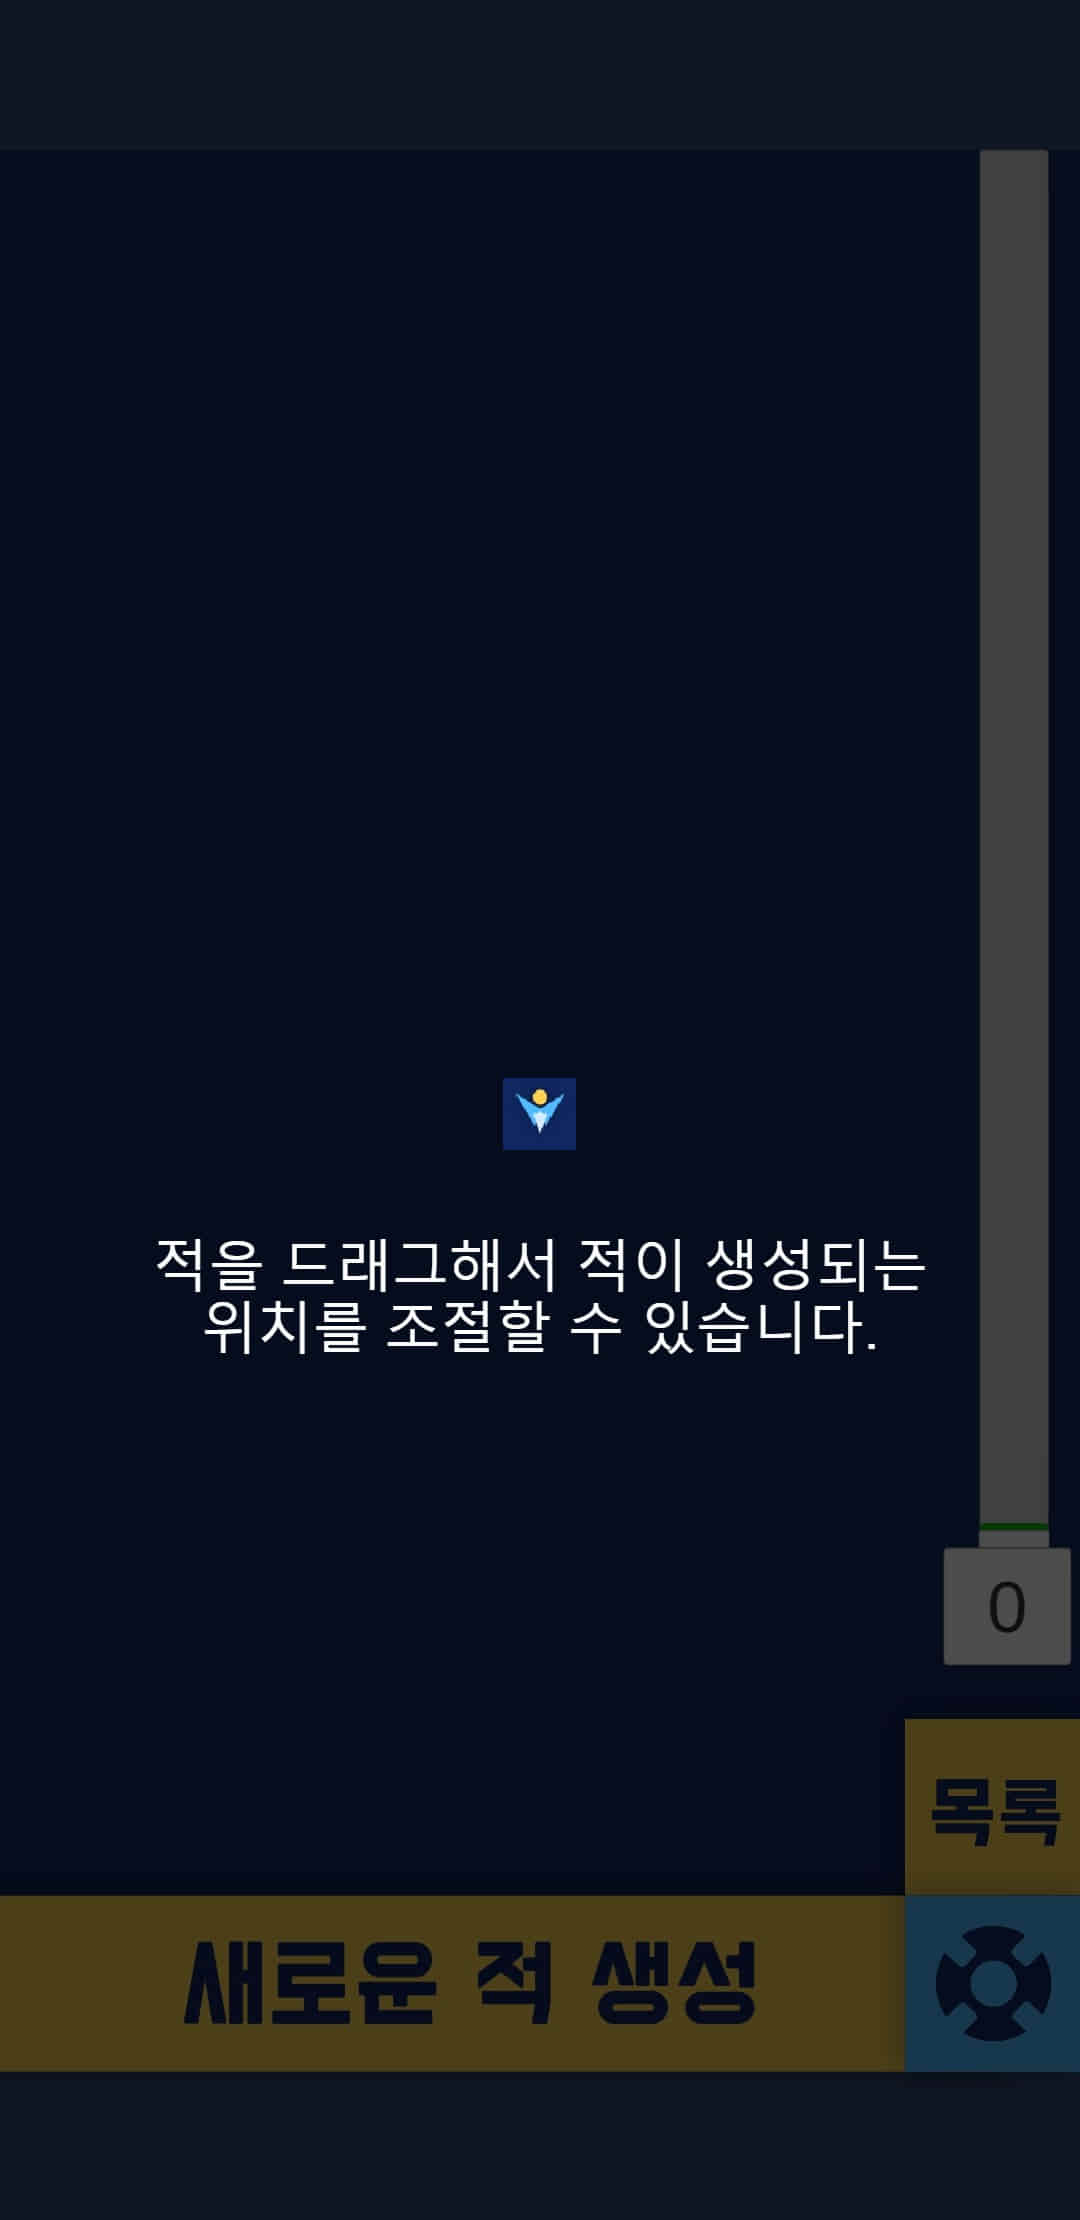 적을 드래그해서 적이 생성되는
위치를 조절할 수 있습니다.
0
목록
새로운 적 생성